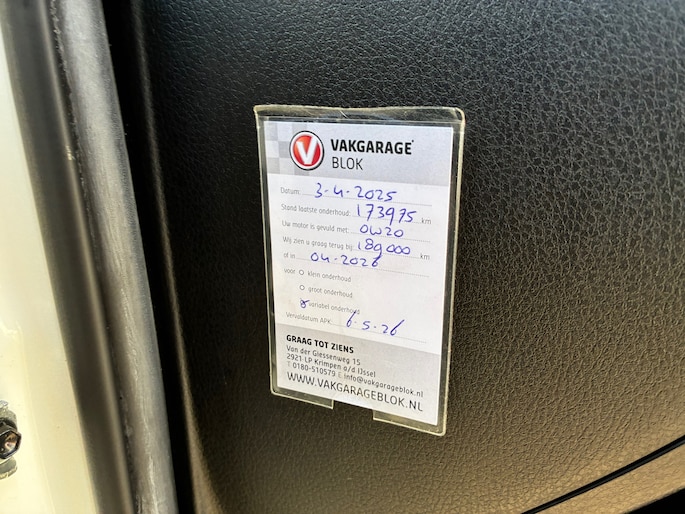 V VAKGARAGE
BLOK
Datum: 3-4-2025
Stand laatste onderhoud: 173975 km
Uw motor is gevuld met: 0W20
Wij zien u graag terug bij: 189000 km
of in 04-2026
voor O klein onderhoud
O groot onderhoud
variabel onderhoud
Vervaldatum APK: 6-5-26
GRAAG TOT ZIENS
Van der Giessenweg 15
2921 LP Krimpen a/d IJssel
T 0180-510579 E info@vakgarageblok.nl
WWW.VAKGARAGEBLOK.NL